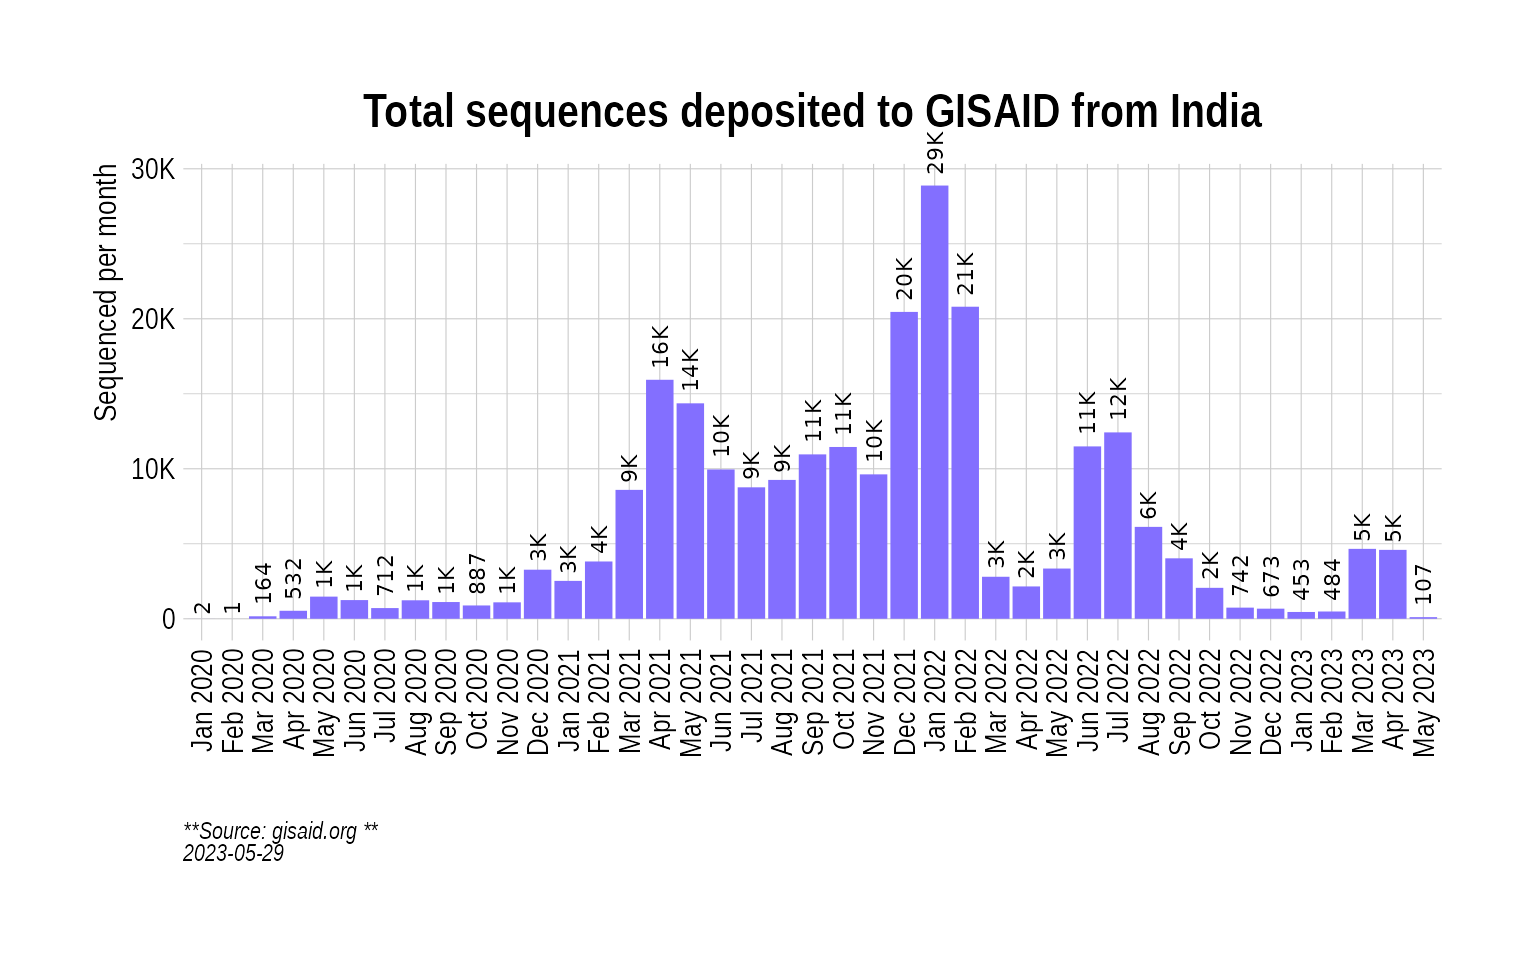 Total sequences deposited to GISAID from India
Sequenced per month
30K
20K
10K
0
2
1
164
532
1K
1K
712
1K
1K
887
1K
3K
3K
4K
9K
16K
14K
10K
9K
9K
11K
11K
10K
20K
29K
21K
3K
2K
3K
11K
12K
6K
4K
2K
742
673
453
484
5K
5K
107
Jan 2020
Feb 2020
Mar 2020
Apr 2020
May 2020
Jun 2020
Jul 2020
Aug 2020
Sep 2020
Oct 2020
Nov 2020
Dec 2020
Jan 2021
Feb 2021
Mar 2021
Apr 2021
May 2021
Jun 2021
Jul 2021
Aug 2021
Sep 2021
Oct 2021
Nov 2021
Dec 2021
Jan 2022
Feb 2022
Mar 2022
Apr 2022
May 2022
Jun 2022
Jul 2022
Aug 2022
Sep 2022
Oct 2022
Nov 2022
Dec 2022
Jan 2023
Feb 2023
Mar 2023
Apr 2023
May 2023
**Source: gisaid.org **
2023-05-29